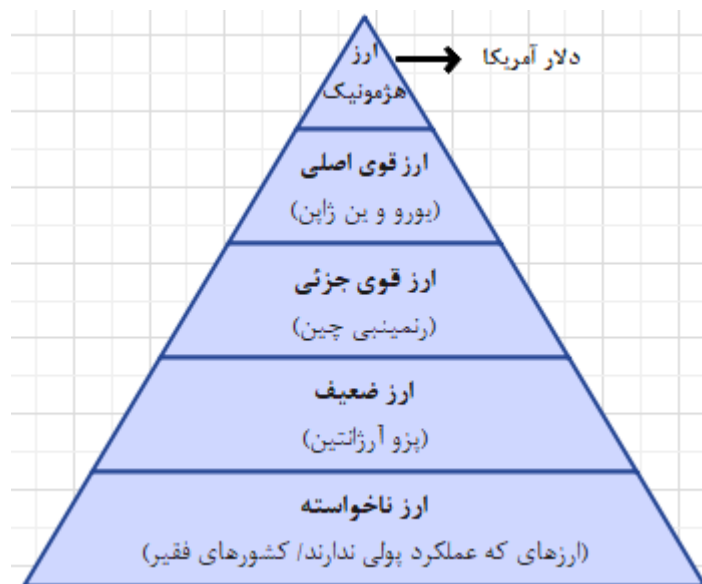 ارز
هژمونیک
دلار آمریکا
ارز قوی اصلی
(یورو و ین ژاپن)
ارز قوی جزئی
(رنمینبی چین)
ارز ضعیف
(پزو آرژانتین)
ارز ناخواسته
(ارزهای که عملکرد پولی ندارند/ کشورهای فقیر)